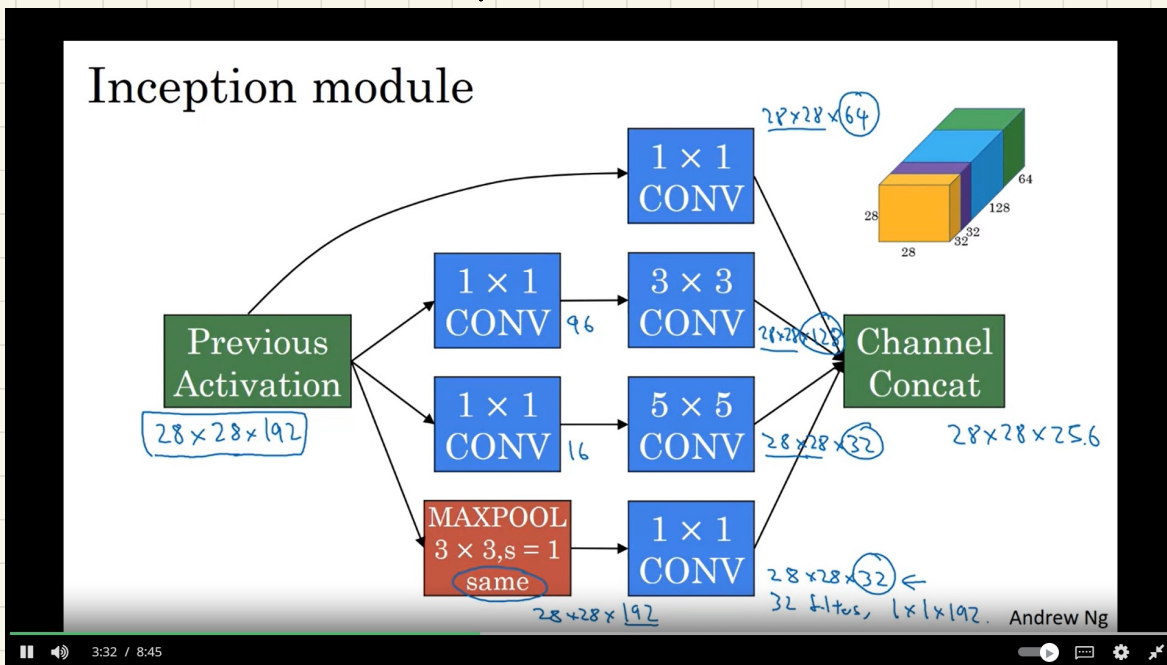 Inception module
28×28×64
1 × 1
CONV
64
128
32
32
28
28
1 × 1
CONV
96
3 × 3
CONV
28×28×128
Previous
Activation
28×28×192
Channel
Concat
28×28×256
1 × 1
CONV
16
5 × 5
CONV
28×28×32
MAXPOOL
3 × 3,s = 1
same
28×28×192
1 × 1
CONV
28×28×32 ←
32 filters, 1×1×192.
Andrew Ng
3:32 / 8:45